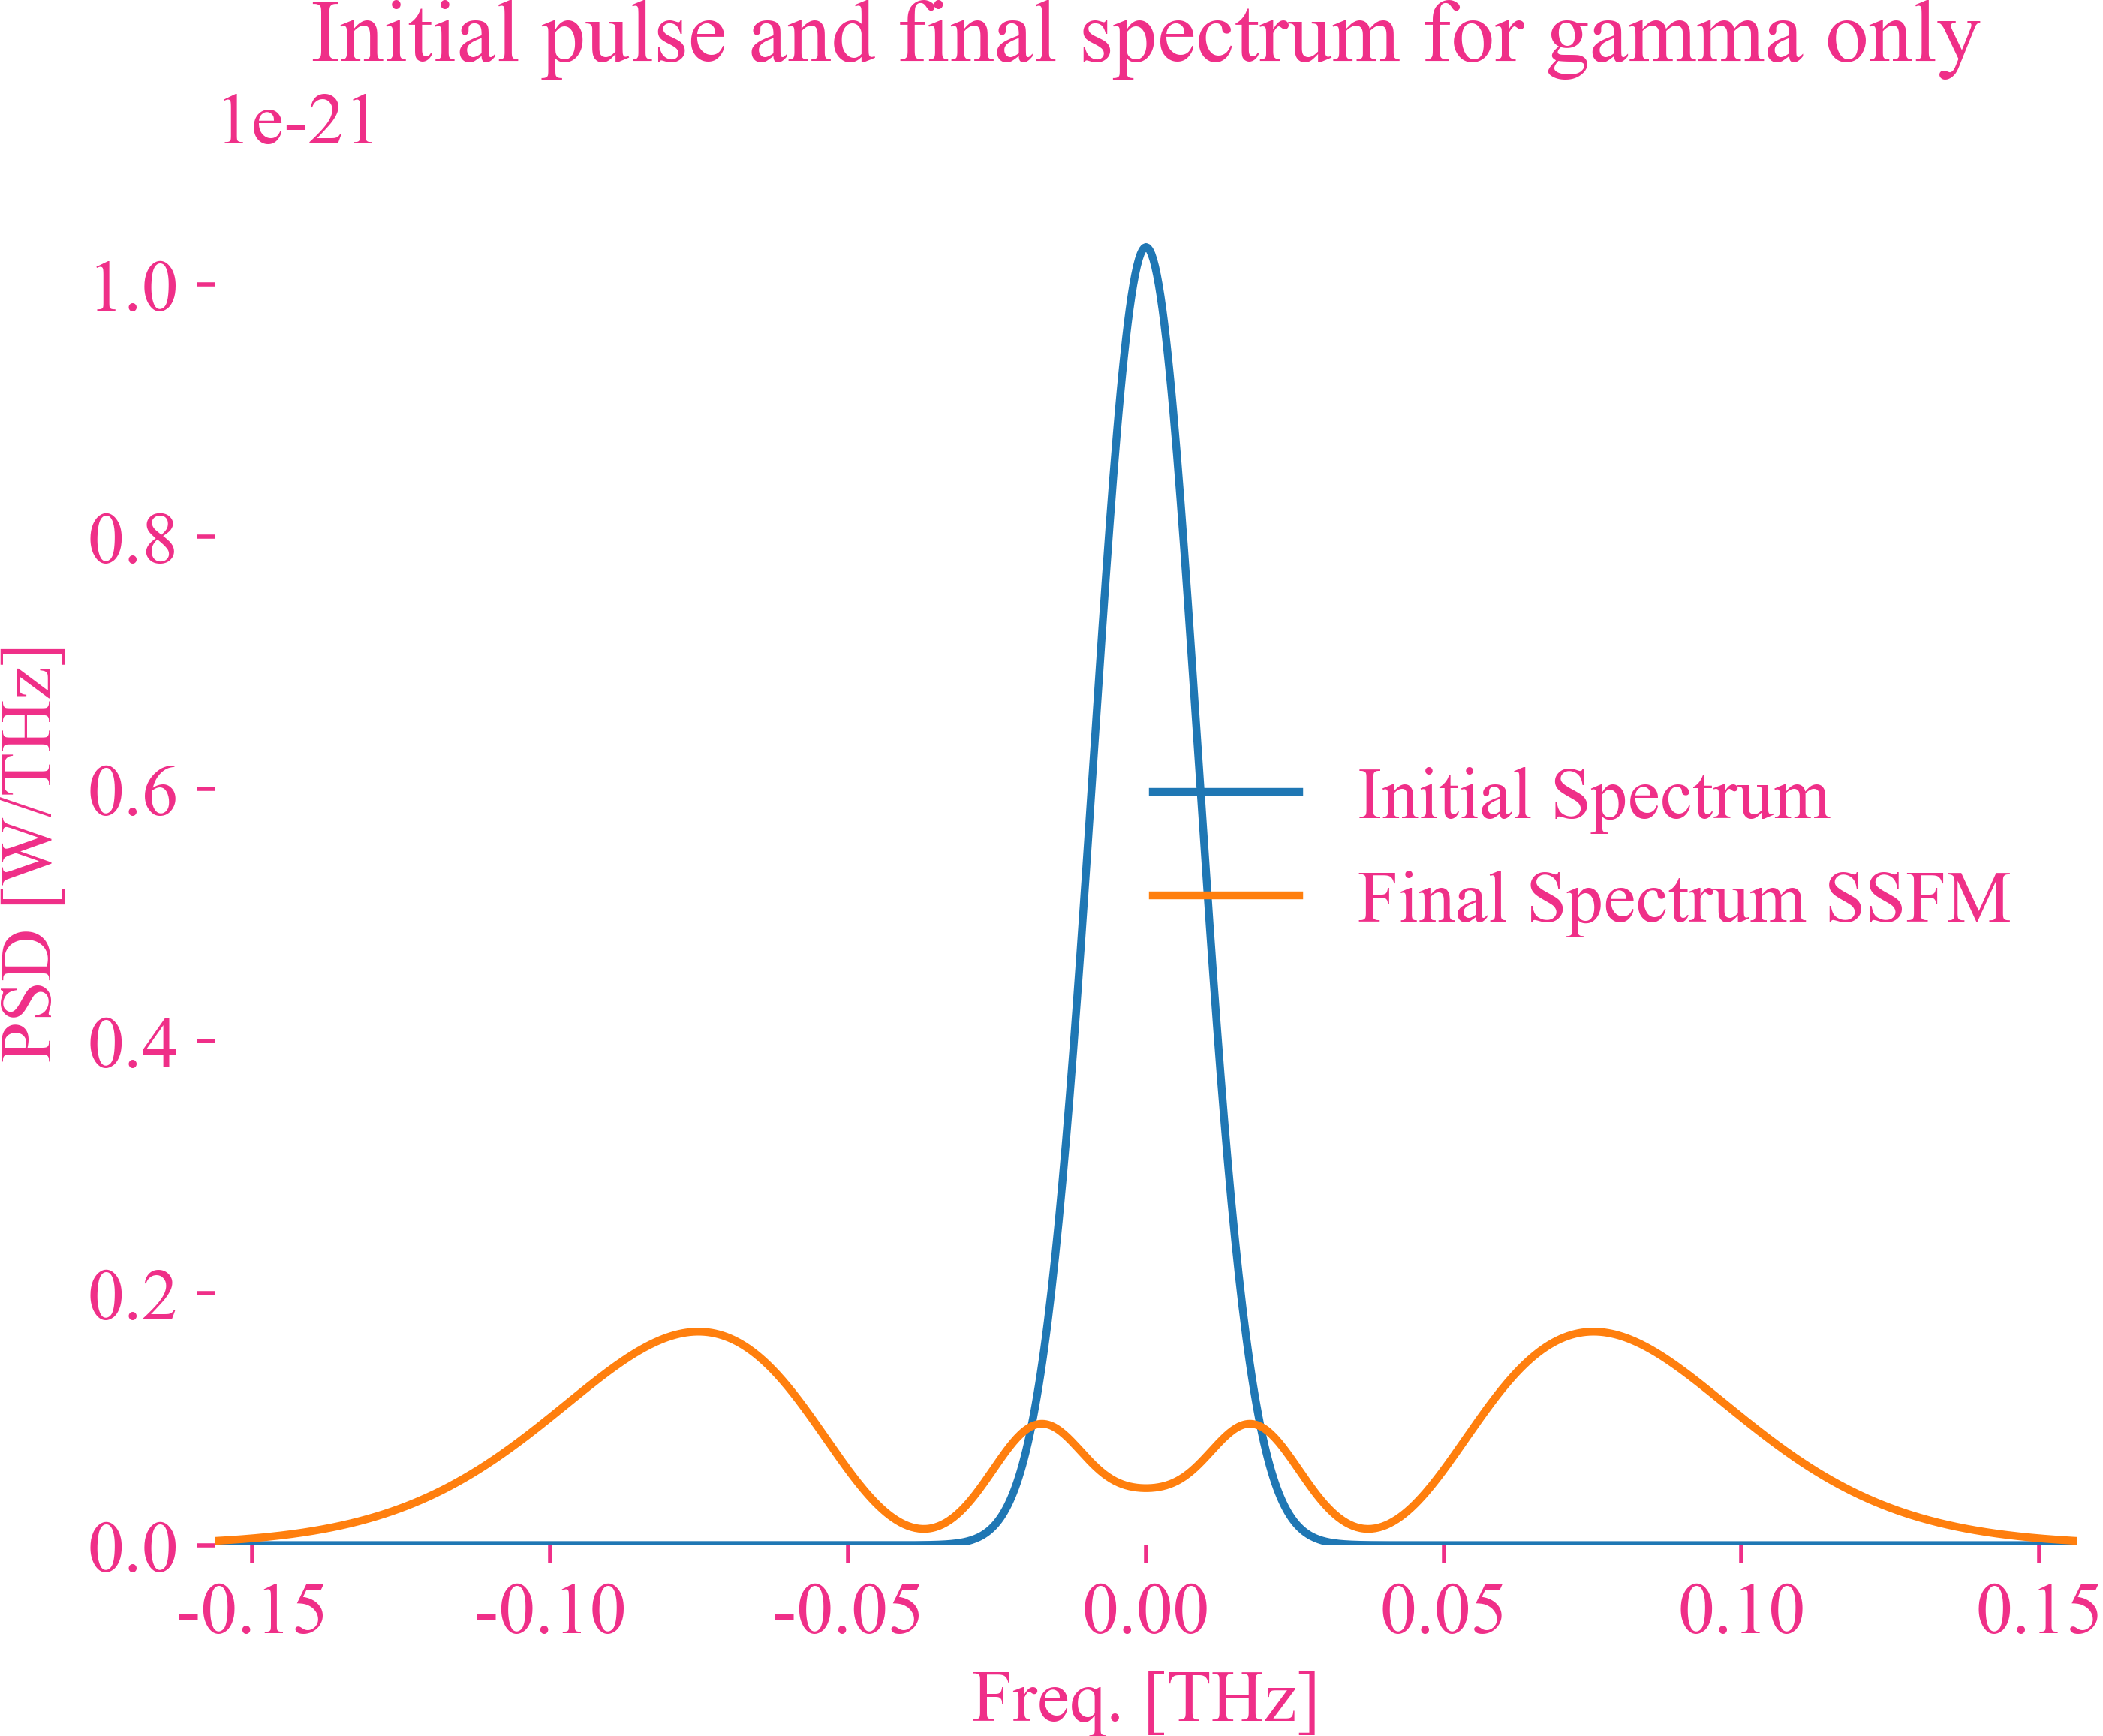 Initial pulse and final spectrum for gamma only
1e-21
1.0
0.8
0.6
0.4
0.2
0.0
PSD [W/THz]
Initial Spectrum
Final Spectrum SSFM
-0.15 -0.10 -0.05 0.00 0.05 0.10 0.15
Freq. [THz]